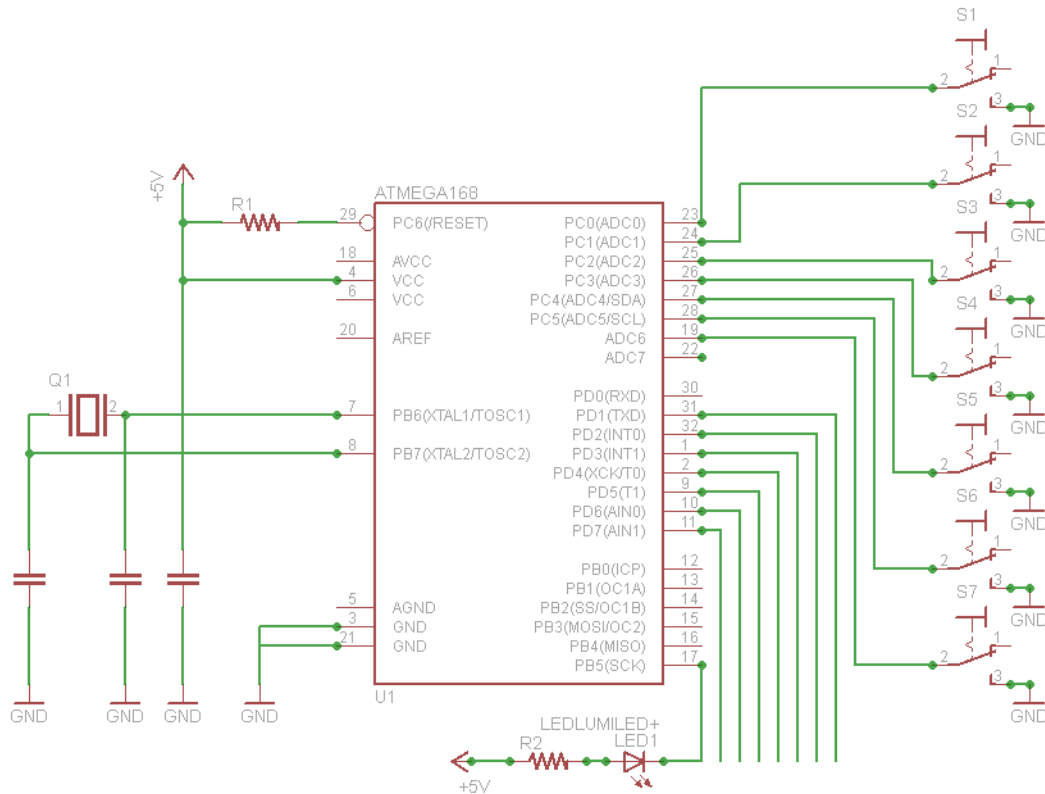 S1
1
2
3
GND
S2
1
2
3
GND
S3
1
2
3
GND
S4
1
2
3
GND
S5
1
2
3
GND
S6
1
2
3
GND
S7
1
2
3
GND
+5V
R1
ATMEGA168
29 PC6(/RESET)
18 AVCC
4 VCC
6 VCC
20 AREF
Q1
1 2
7 PB6(XTAL1/TOSC1)
8 PB7(XTAL2/TOSC2)
5 AGND
3 GND
21 GND
PC0(ADC0) 23
PC1(ADC1) 24
PC2(ADC2) 25
PC3(ADC3) 26
PC4(ADC4/SDA) 27
PC5(ADC5/SCL) 28
ADC6 19
ADC7 22
PD0(RXD) 30
PD1(TXD) 31
PD2(INT0) 32
PD3(INT1) 1
PD4(XCK/T0) 2
PD5(T1) 9
PD6(AIN0) 10
PD7(AIN1) 11
PB0(ICP) 12
PB1(OC1A) 13
PB2(SS/OC1B) 14
PB3(MOSI/OC2) 15
PB4(MISO) 16
PB5(SCK) 17
U1
GND GND GND GND
LEDLUMILED+
R2 LED1
+5V